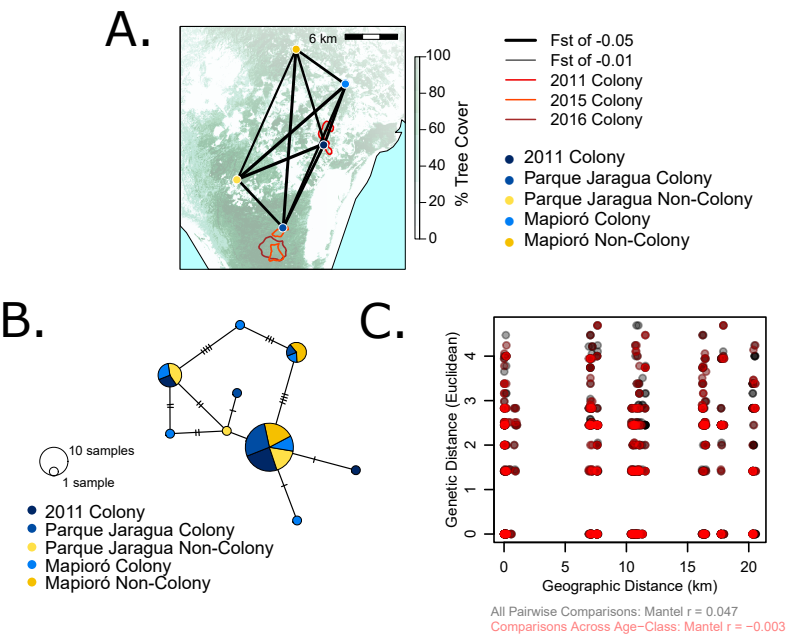 A.
6 km
100
80
60
40
20
0
% Tree Cover
Fst of -0.05
Fst of -0.01
2011 Colony
2015 Colony
2016 Colony
2011 Colony
Parque Jaragua Colony
Parque Jaragua Non-Colony
Mapioró Colony
Mapioró Non-Colony
B.
10 samples
1 sample
2011 Colony
Parque Jaragua Colony
Parque Jaragua Non-Colony
Mapioró Colony
Mapioró Non-Colony
C.
Genetic Distance (Euclidean)
4
3
2
1
0
0 5 10 15 20
Geographic Distance (km)
All Pairwise Comparisons: Mantel r = 0.047
Comparisons Across Age−Class: Mantel r = −0.003